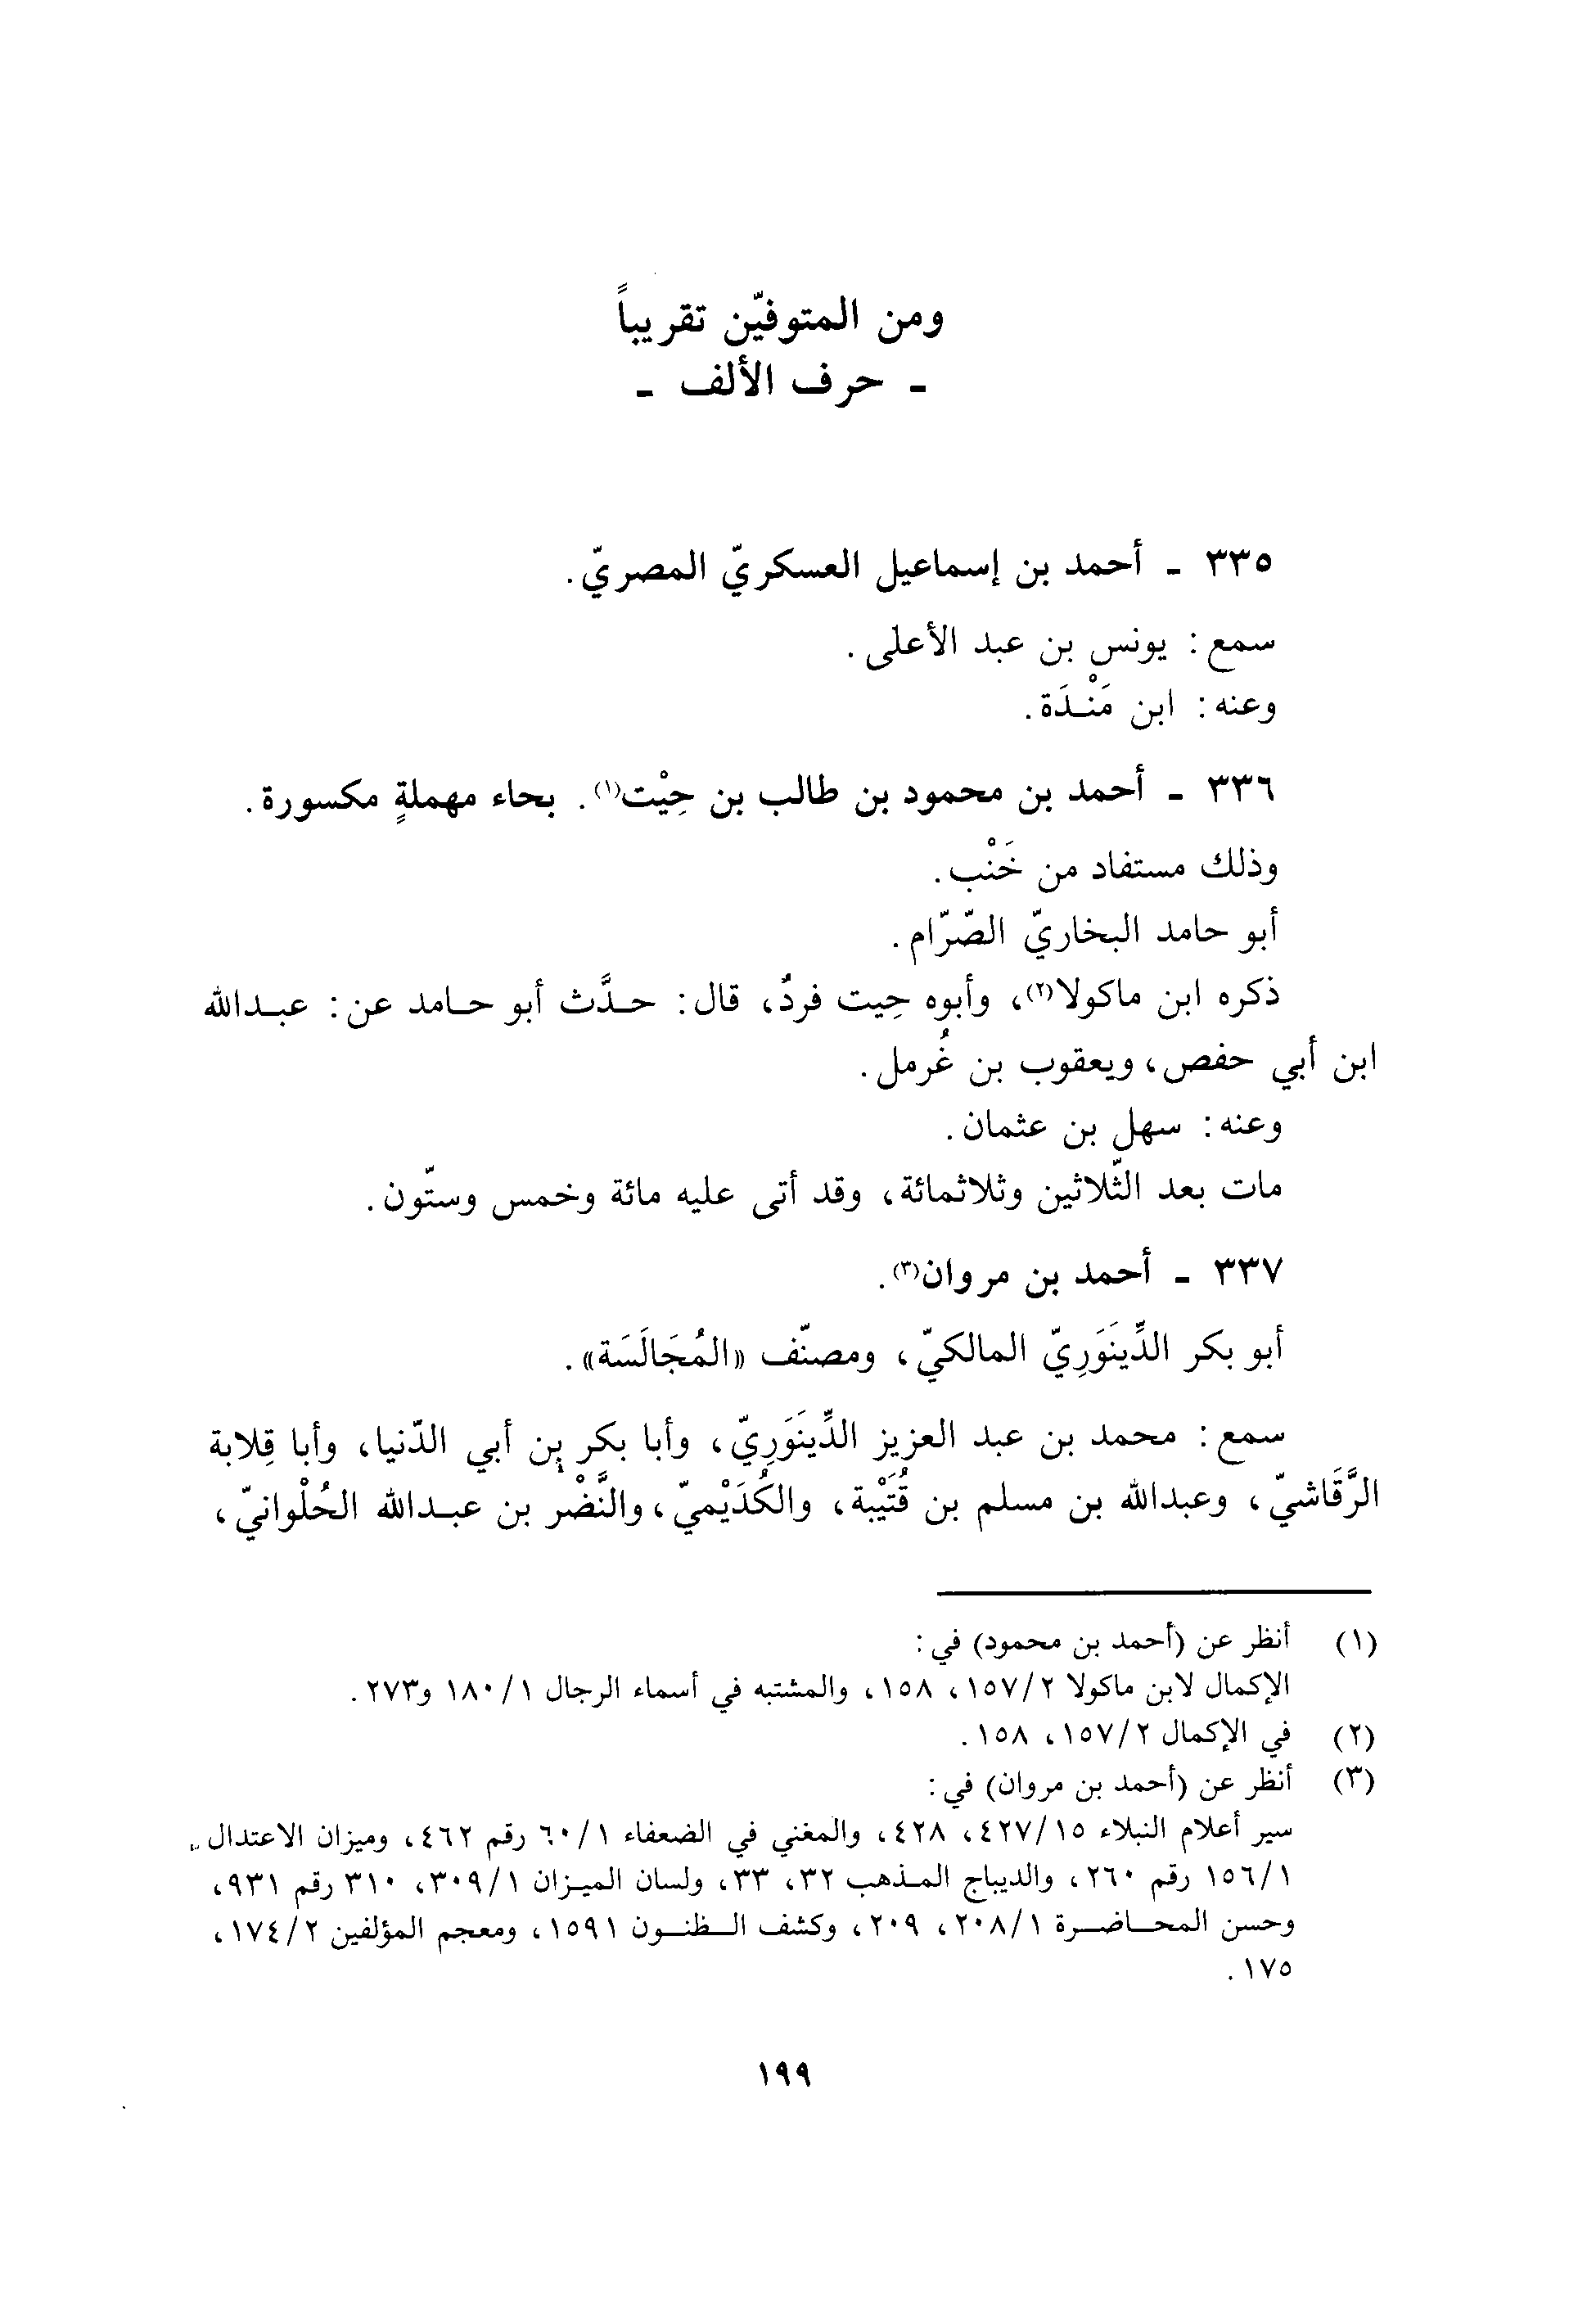 ومن المتوفّين تقريباً
- حرف الألف -
٣٣٥ - أحمد بن إسماعيل العسكريّ المصريّ.
سمع: يونس بن عبد الأعلى.
وعنه: ابن مَنْدَة.
٣٣٦ - أحمد بن محمود بن طالب بن حِيْت(١). بحاء مهملةٍ مكسورة.
وذلك مستفاد من خَنْب.
أبو حامد البخاريّ الصّرّام.
ذكره ابن ماكولا(٢)، وأبوه حِيت فردٌ، قال: حدَّث أبو حامد عن: عبدالله
ابن أبي حفص، ويعقوب بن غُرمل.
وعنه: سهل بن عثمان.
مات بعد الثّلاثين وثلاثمائة، وقد أتى عليه مائة وخمس وستّون.
٣٣٧ - أحمد بن مروان(٣).
أبو بكر الدِّينَوَرِيّ المالكيّ، ومصنّف «المُجَالَسَة».
سمع: محمد بن عبد العزيز الدِّينَوَرِيّ، وأبا بكر بن أبي الدّنيا، وأبا قِلابة
الرَّقَاشيّ، وعبدالله بن مسلم بن قُتَيْبة، والكُدَيْميّ، والنَّضْر بن عبدالله الحُلْوانيّ،
(١) أنظر عن (أحمد بن محمود) في:
الإكمال لابن ماكولا ٢/١٥٧، ١٥٨، والمشتبه في أسماء الرجال ١/١٨٠ و٢٧٣.
(٢) في الإكمال ٢/١٥٧، ١٥٨.
(٣) أنظر عن (أحمد بن مروان) في:
سير أعلام النبلاء ١٥/٤٢٧، ٤٢٨، والمغني في الضعفاء ١/٦٠ رقم ٤٦٢، وميزان الاعتدال
١/١٥٦ رقم ٢٦٠، والديباج المذهب ٣٢، ٣٣، ولسان الميزان ١/٣٠٩، ٣١٠ رقم ٩٣١،
وحسن المحاضرة ١/٢٠٨، ٢٠٩، وكشف الظنون ١٥٩١، ومعجم المؤلفين ٢/١٧٤،
١٧٥.
١٩٩